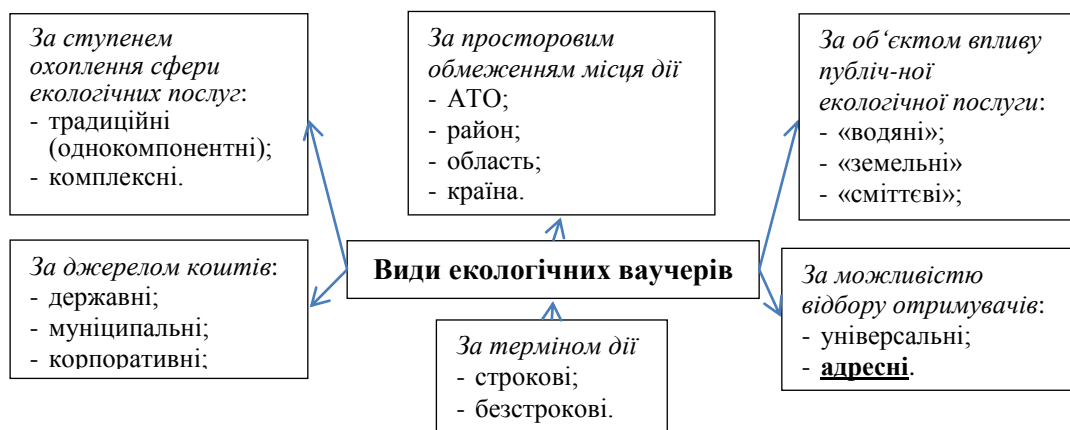 За ступенем
охоплення сфери
екологічних послуг:
- традиційні
(однокомпонентні);
- комплексні.
За просторовим
обмеженням місця дії
- АТО;
- район;
- область;
- країна.
За об‘єктом впливу
публіч-ної
екологічної послуги:
- «водяні»;
- «земельні»
- «сміттєві»;
За джерелом коштів:
- державні;
- муніципальні;
- корпоративні;
Види екологічних ваучерів
За терміном дії
- строкові;
- безстрокові.
За можливістю
відбору отримувачів:
- універсальні;
- адресні.